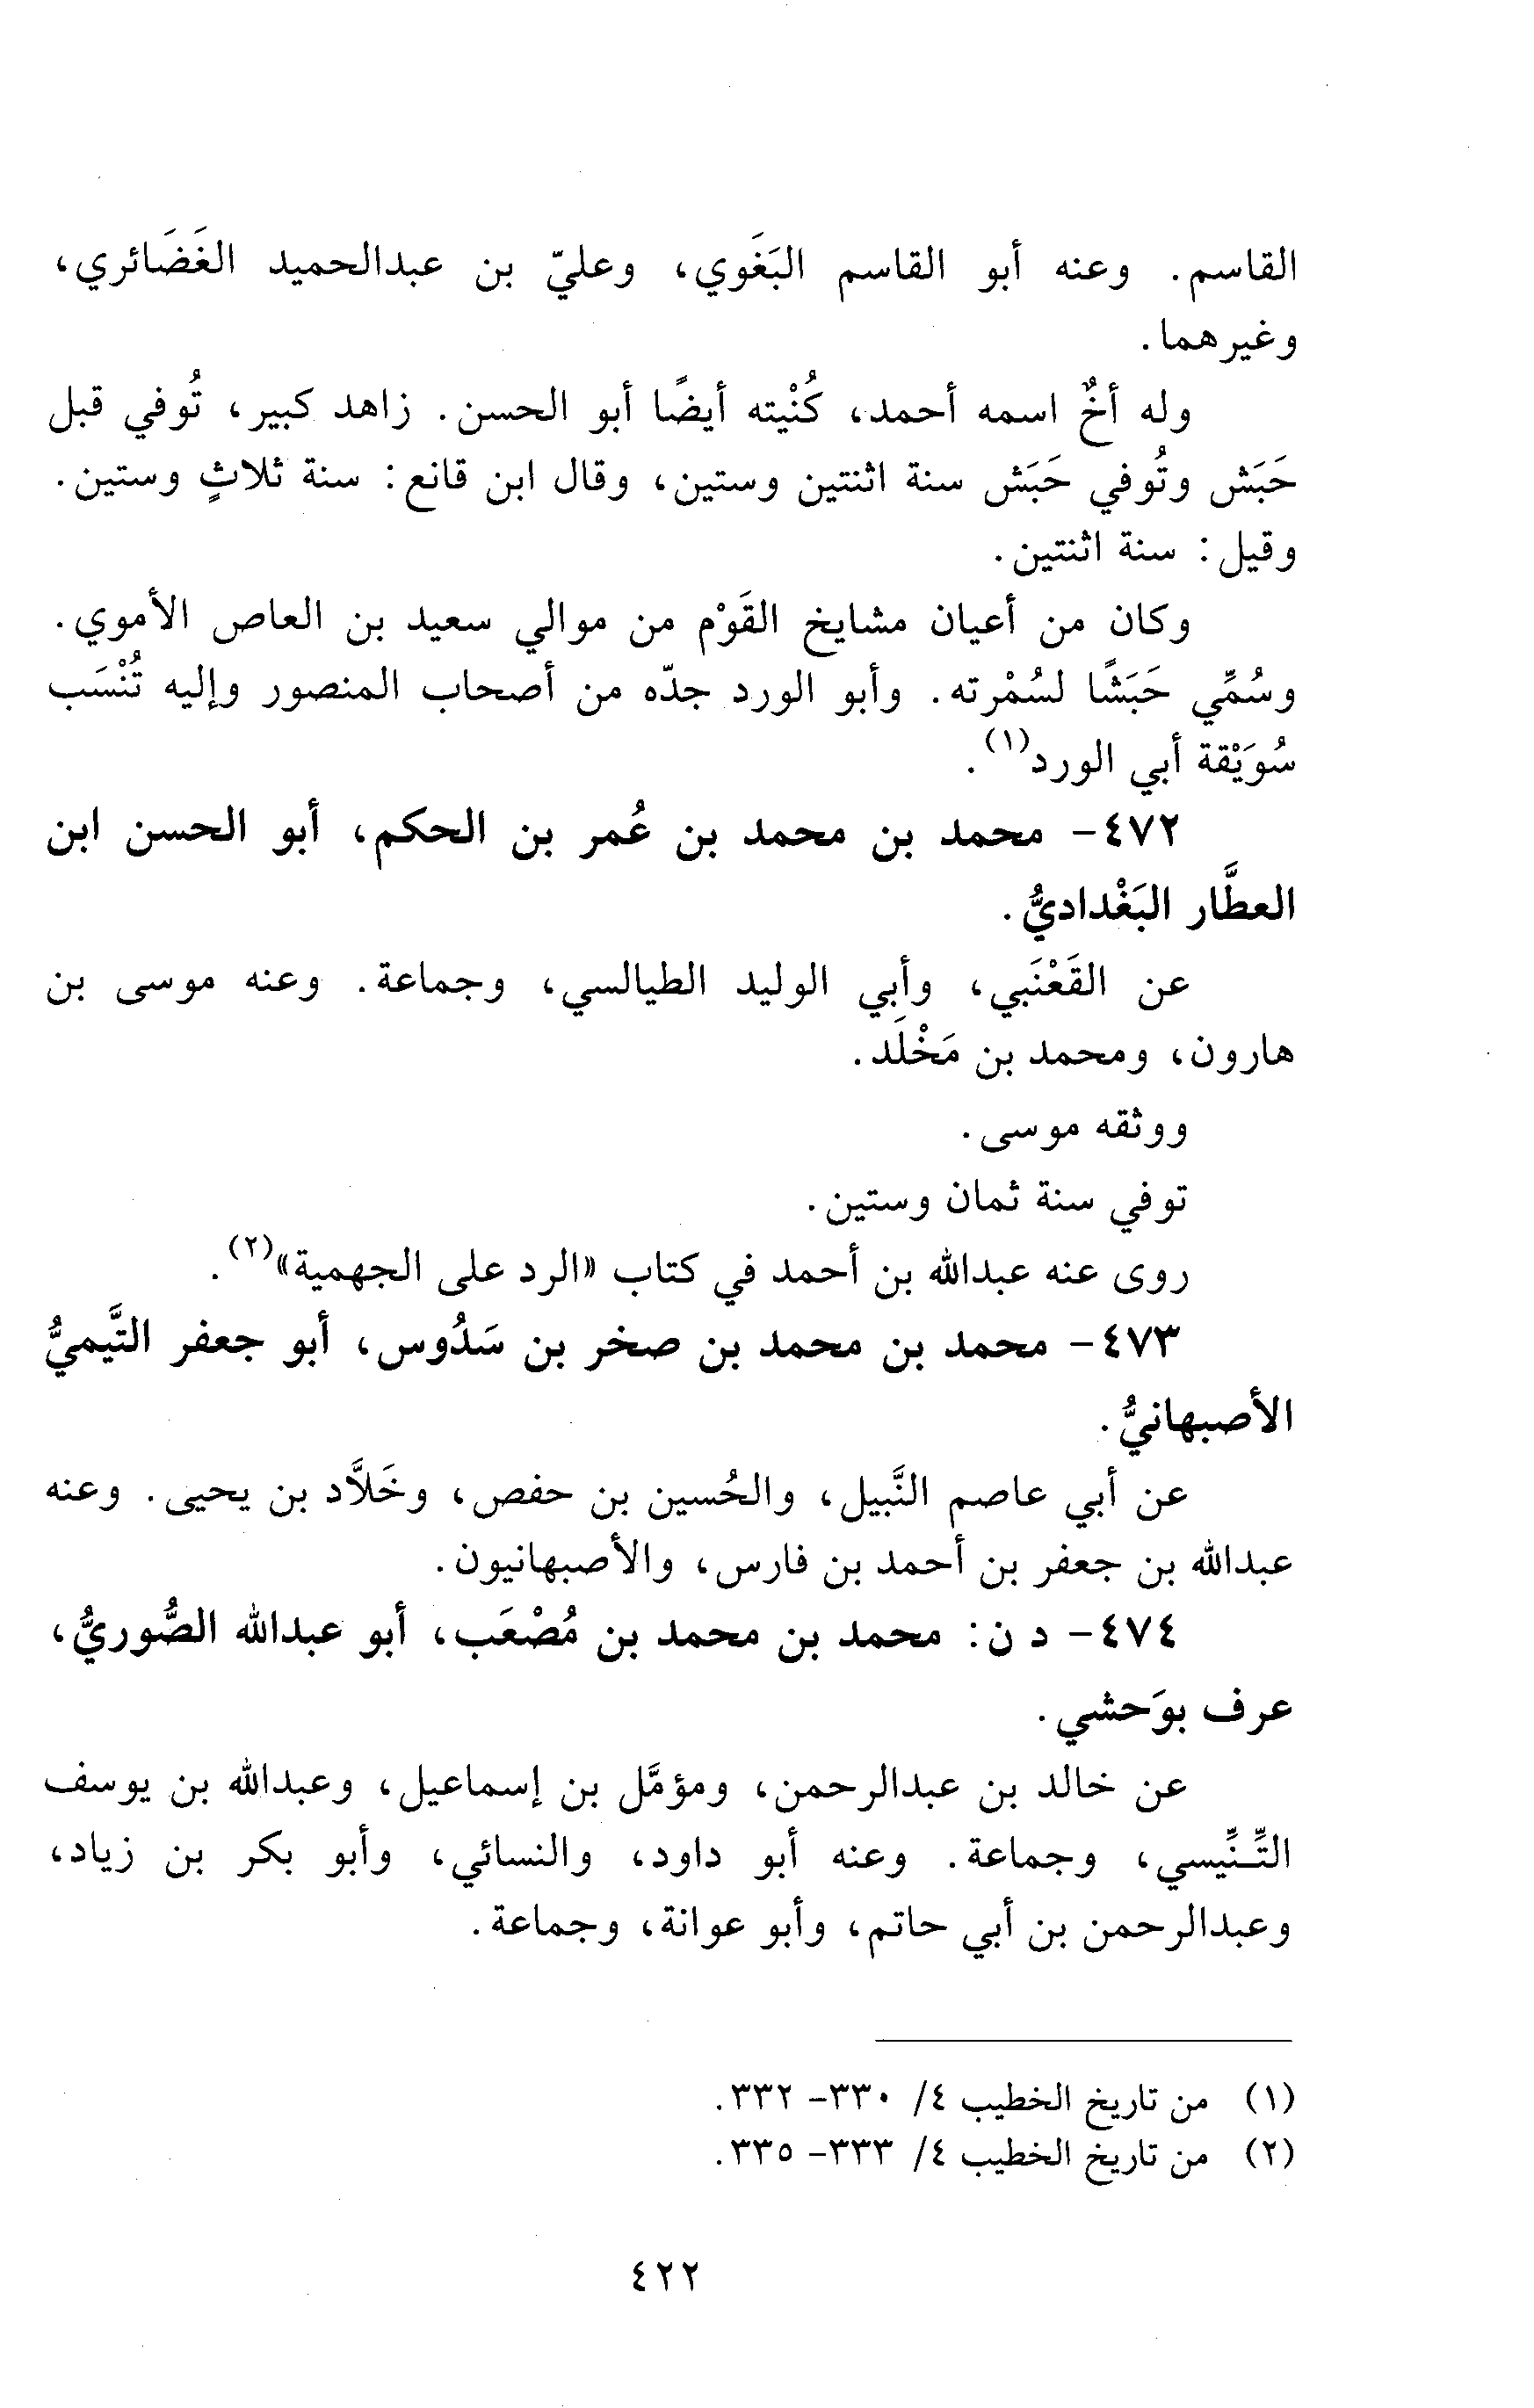 القاسم. وعنه أبو القاسم البَغَوي، وعليّ بن عبدالحميد الغَضَائري،
وغيرهما.
وله أخٌ اسمه أحمد، كُنْيته أيضًا أبو الحسن. زاهد كبير، تُوفي قبل
حَبَش وتُوفي حَبَش سنة اثنتين وستين، وقال ابن قانع: سنة ثلاثٍ وستين.
وقيل: سنة اثنتين.
وكان من أعيان مشايخ القَوْم من موالي سعيد بن العاص الأموي.
وسُمِّي حَبَشًا لسُمْرته. وأبو الورد جدّه من أصحاب المنصور وإليه تُنْسَب
سُوَيْقة أبي الورد(١).
٤٧٢- محمد بن محمد بن عُمر بن الحكم، أبو الحسن ابن
العطَّار البَغْداديُّ.
عن القَعْنَبي، وأبي الوليد الطيالسي، وجماعة. وعنه موسى بن
هارون، ومحمد بن مَخْلَد.
ووثقه موسى.
توفي سنة ثمان وستين.
روى عنه عبدالله بن أحمد في كتاب «الرد على الجهمية»(٢).
٤٧٣- محمد بن محمد بن صخر بن سَدُوس، أبو جعفر التَّيميُّ
الأصبهانيُّ.
عن أبي عاصم النَّبيل، والحُسين بن حفص، وخَلاَّد بن يحيى. وعنه
عبدالله بن جعفر بن أحمد بن فارس، والأصبهانيون.
٤٧٤- د ن: محمد بن محمد بن مُصْعَب، أبو عبدالله الصُّوريُّ،
عرف بوَحشي.
عن خالد بن عبدالرحمن، ومؤمَّل بن إسماعيل، وعبدالله بن يوسف
التِّنِّيسي، وجماعة. وعنه أبو داود، والنسائي، وأبو بكر بن زياد،
وعبدالرحمن بن أبي حاتم، وأبو عوانة، وجماعة.
(١) من تاريخ الخطيب ٤/ ٣٣٠- ٣٣٢.
(٢) من تاريخ الخطيب ٤/ ٣٣٣- ٣٣٥.
٤٢٢